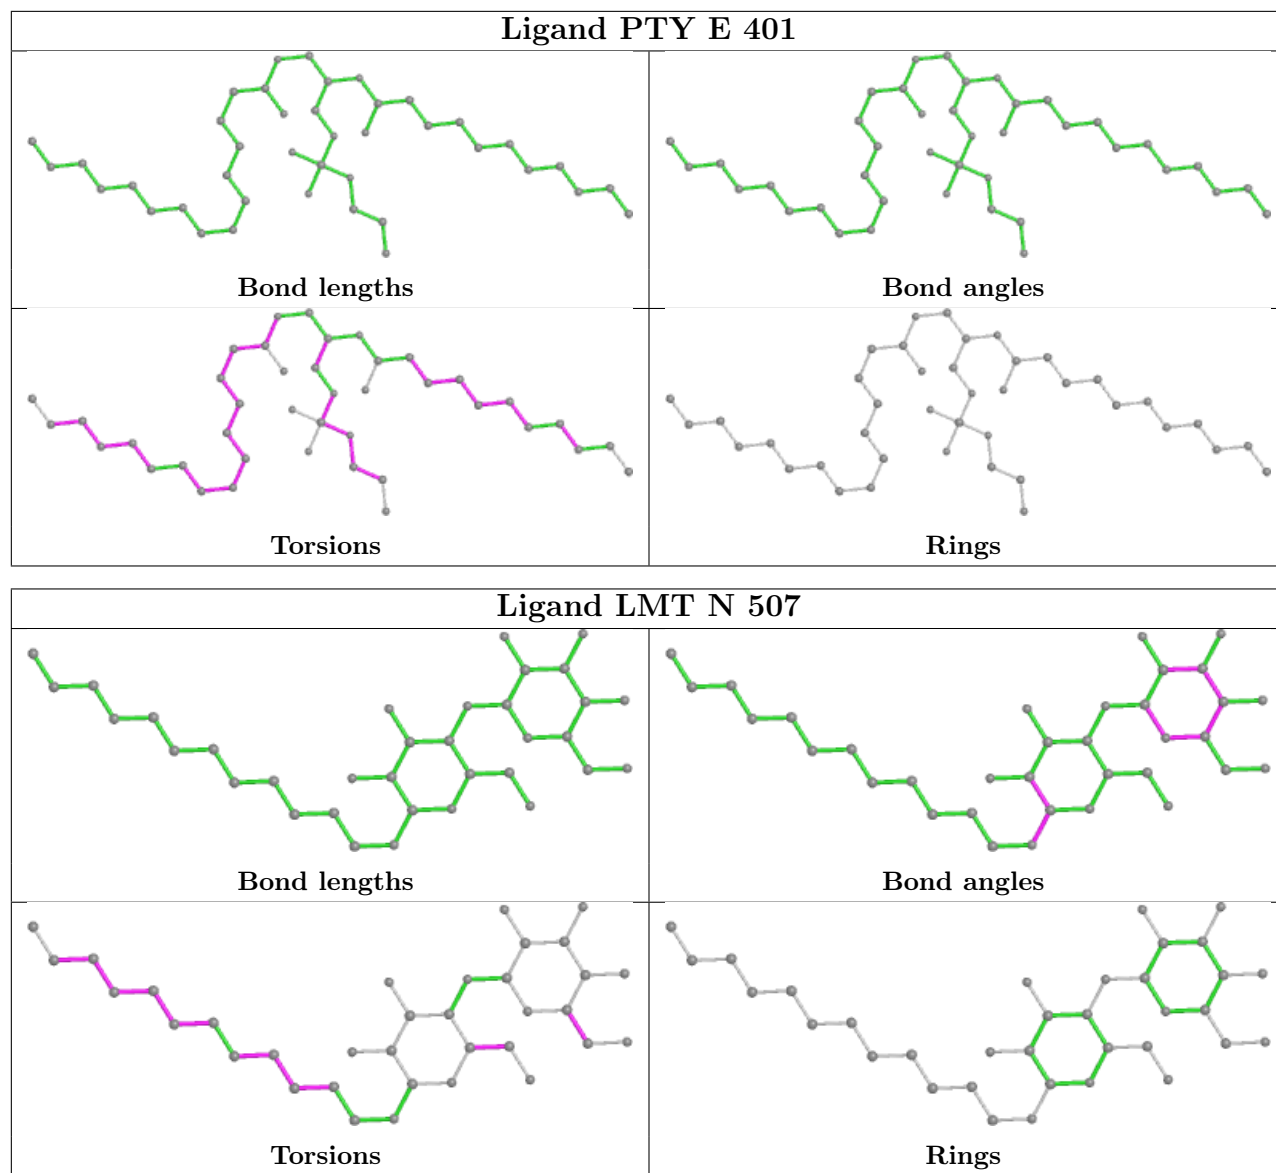 Ligand PTY E 401
Bond lengths
Bond angles
Torsions
Rings
Ligand LMT N 507
Bond lengths
Bond angles
Torsions
Rings